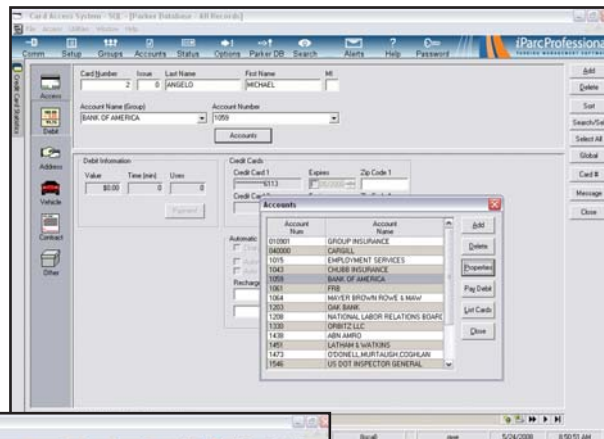 Card Access System - SQL - [Parker Database - All Records]
File Access Utilities Window Help
Comm Setup Groups Accounts Status Options Parker DB Search Alerts Help Password
iParcProfessional
Credit Card Statistics
Access
Debit
Address
Vehicle
Contract
Other
Card Number Issue Last Name First Name MI
2 0 ANGELO MICHAEL
Account Name (Group) Account Number
BANK OF AMERICA 1059
Accounts
Debit Information
Value Time (min) Uses
$0.00 0 0
Payment
Credit Cards
Credit Card 1 Expires Zip Code 1
6313
Automatic
Recharge
Accounts
Account Num Account Name
010901 GROUP INSURANCE
040000 CARGILL
1015 EMPLOYMENT SERVICES
1043 CHUBB INSURANCE
1059 BANK OF AMERICA
1061 FRB
1064 MAYER BROWN ROWE & MAW
1203 OAK BANK
1208 NATIONAL LABOR RELATIONS BOARD
1330 ORBITZ LLC
1439 ABN AMRO
1451 LATHAM & WATKINS
1473 O'DONELL,MURTAUGH,COGHLAN
1546 US DOT INSPECTOR GENERAL
Add
Delete
Properties
Pay Debit
List Cards
Close
Add
Delete
Sort
Search/Sel
Select All
Global
Card #
Message
Close
5/24/2008 8:50:51 AM